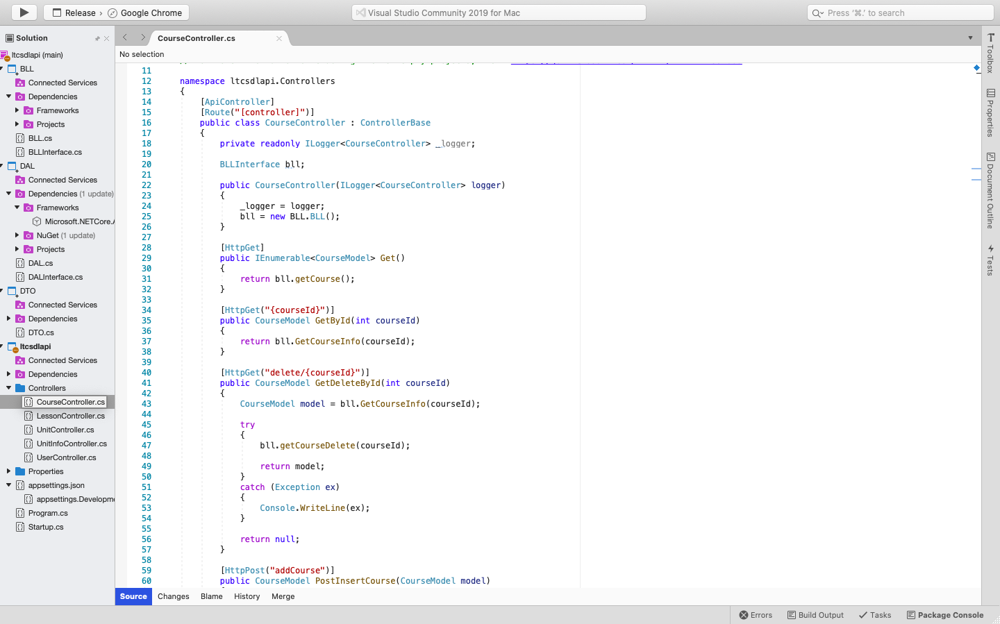 Release › Google Chrome
Visual Studio Community 2019 for Mac
Press ‘⌘.’ to search
Solution
ltcsdlapi (main)
BLL
Connected Services
Dependencies
Frameworks
Projects
BLL.cs
BLLInterface.cs
DAL
Connected Services
Dependencies (1 update)
Frameworks
Microsoft.NETCore.
NuGet (1 update)
Projects
DAL.cs
DALInterface.cs
DTO
Connected Services
Dependencies
DTO.cs
ltcsdlapi
Connected Services
Dependencies
Controllers
CourseController.cs
LessonController.cs
UnitController.cs
UnitInfoController.cs
UserController.cs
Properties
appsettings.json
appsettings.Developm
Program.cs
Startup.cs
CourseController.cs
No selection
11
12 namespace ltcsdlapi.Controllers
13 {
14 [ApiController]
15 [Route("[controller]")]
16 public class CourseController : ControllerBase
17 {
18 private readonly ILogger<CourseController> _logger;
19
20 BLLInterface bll;
21
22 public CourseController(ILogger<CourseController> logger)
23 {
24 _logger = logger;
25 bll = new BLL.BLL();
26 }
27
28 [HttpGet]
29 public IEnumerable<CourseModel> Get()
30 {
31 return bll.getCourse();
32 }
33
34 [HttpGet("{courseId}")]
35 public CourseModel GetById(int courseId)
36 {
37 return bll.GetCourseInfo(courseId);
38 }
39
40 [HttpGet("delete/{courseId}")]
41 public CourseModel GetDeleteById(int courseId)
42 {
43 CourseModel model = bll.GetCourseInfo(courseId);
44
45 try
46 {
47 bll.getCourseDelete(courseId);
48
49 return model;
50 }
51 catch (Exception ex)
52 {
53 Console.WriteLine(ex);
54 }
55
56 return null;
57 }
58
59 [HttpPost("addCourse")]
60 public CourseModel PostInsertCourse(CourseModel model)
Source Changes Blame History Merge
Toolbox
Properties
Document Outline
Tests
Errors Build Output Tasks Package Console